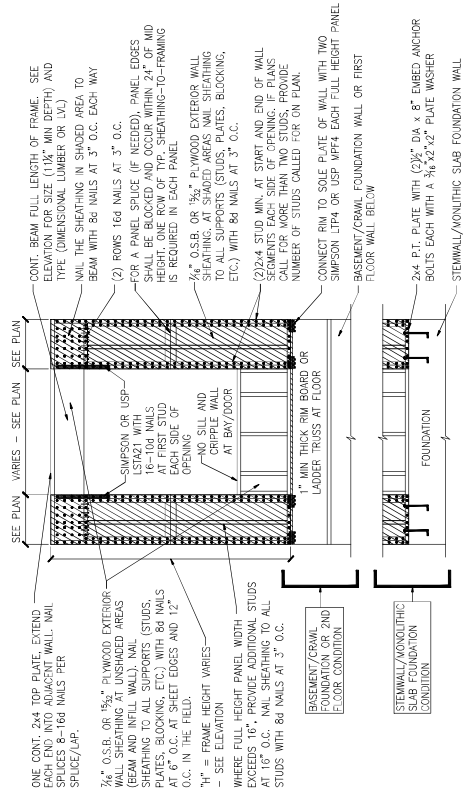 ONE CONT. 2x4 TOP PLATE, EXTEND
EACH END INTO ADJACENT WALL. NAIL
SPLICES 8-16d NAILS PER
SPLICE/LAP.
7/16" O.S.B. OR 15/32" PLYWOOD EXTERIOR
WALL SHEATHING AT UNSHADED AREAS
(BEAM AND INFILL WALL). NAIL
SHEATHING TO ALL SUPPORTS (STUDS,
PLATES, BLOCKING, ETC.) WITH 8d NAILS
AT 6" O.C. AT SHEET EDGES AND 12"
O.C. IN THE FIELD.
"H" = FRAME HEIGHT VARIES
- SEE ELEVATION
WHERE FULL HEIGHT PANEL WIDTH
EXCEEDS 16", PROVIDE ADDITIONAL STUDS
AT 16" O.C. NAIL SHEATHING TO ALL
STUDS WITH 8d NAILS AT 3" O.C.
BASEMENT/CRAWL
FOUNDATION OR 2ND
FLOOR CONDITION
STEMWALL/MONOLITHIC
SLAB FOUNDATION
CONDITION
SEE PLAN
VARIES - SEE PLAN
SEE PLAN
SIMPSON OR USP
LSTA21 WITH
16-10d NAILS
AT FIRST STUD
EACH SIDE OF
OPENING
NO SILL AND
CRIPPLE WALL
AT BAY/DOOR
1" MIN THICK RIM BOARD OR
LADDER TRUSS AT FLOOR
FOUNDATION
CONT. BEAM FULL LENGTH OF FRAME. SEE
ELEVATION FOR SIZE (11¼" MIN DEPTH) AND
TYPE (DIMENSIONAL LUMBER OR LVL)
NAIL THE SHEATHING IN SHADED AREA TO
BEAM WITH 8d NAILS AT 3" O.C. EACH WAY
(2) ROWS 16d NAILS AT 3" O.C.
FOR A PANEL SPLICE (IF NEEDED), PANEL EDGES
SHALL BE BLOCKED AND OCCUR WITHIN 24" OF MID
HEIGHT. ONE ROW OF TYP. SHEATHING-TO-FRAMING
IS REQUIRED IN EACH PANEL
7/16" O.S.B. OR 15/32" PLYWOOD EXTERIOR WALL
SHEATHING, AT SHADED AREAS NAIL SHEATHING
TO ALL SUPPORTS (STUDS, PLATES, BLOCKING,
ETC.) WITH 8d NAILS AT 3" O.C.
(2)2x4 STUD MIN. AT START AND END OF WALL
SEGMENTS EACH SIDE OF OPENING. IF PLANS
CALL FOR MORE THAN TWO STUDS, PROVIDE
NUMBER OF STUDS CALLED FOR ON PLAN.
CONNECT RIM TO SOLE PLATE OF WALL WITH TWO
SIMPSON LTP4 OR USP MPF4 EACH FULL HEIGHT PANEL
BASEMENT/CRAWL FOUNDATION WALL OR FIRST
FLOOR WALL BELOW
2x4 P.T. PLATE WITH (2)½" DIA x 8" EMBED ANCHOR
BOLTS EACH WITH A 3/16"x2"x2" PLATE WASHER
STEMWALL/MONOLITHIC SLAB FOUNDATION WALL